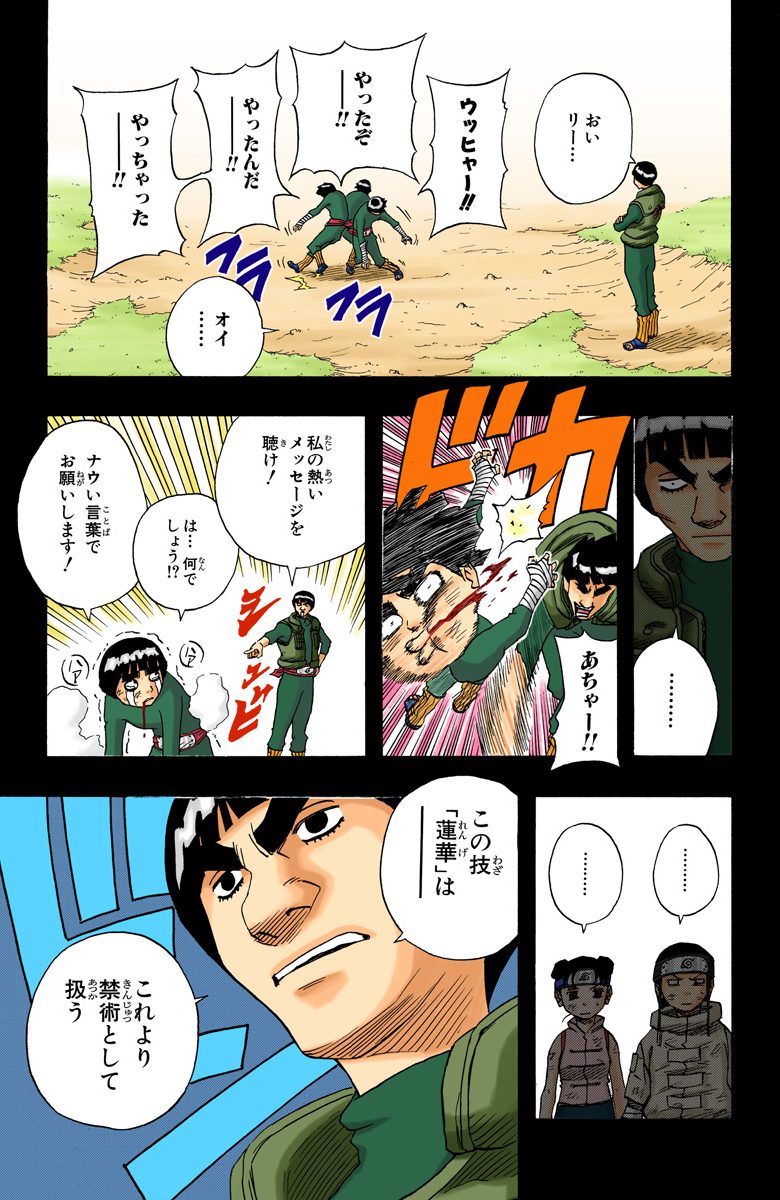 おい
リー…
ウッヒャー!!
やったぞ
――!!
やったんだ
――!!
やっちゃった
――!!
フラ
フラ
オイ
……
………
ドカ
あちゃー!!
私の熱い
メッセージを
聴け!
は…何で
しょう!?
ナウい言葉で
お願いします!
ビシュビ
ハァ
ハァ
………
………
この技
「蓮華」は
――
これより
禁術として
扱う